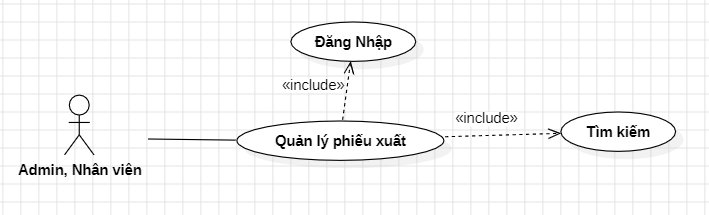 Đăng Nhập
«include»
«include»
Quản lý phiếu xuất
Tìm kiếm
Admin, Nhân viên